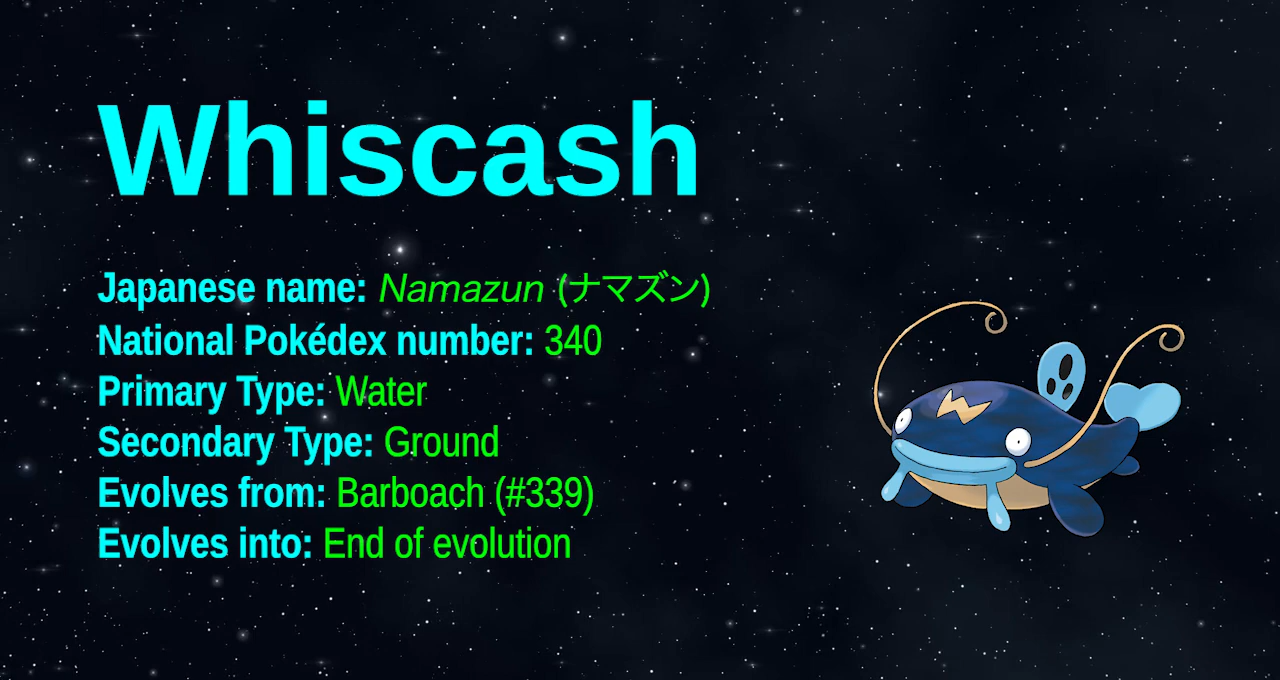 Whiscash
Japanese name: Namazun (ナマズン)
National Pokédex number: 340
Primary Type: Water
Secondary Type: Ground
Evolves from: Barboach (#339)
Evolves into: End of evolution